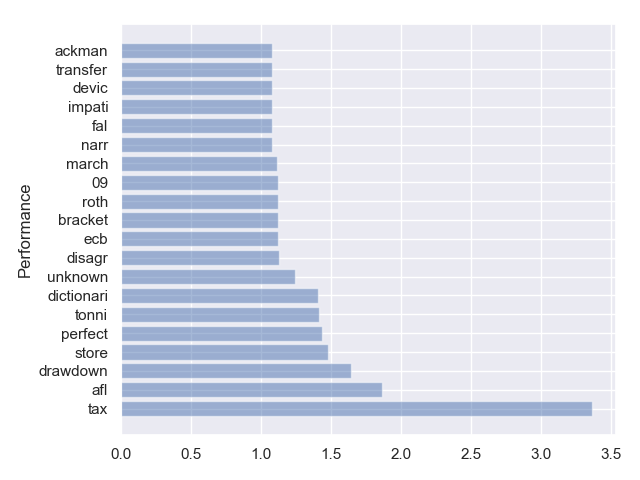 ackman
transfer
devic
impati
fal
narr
march
09
roth
bracket
ecb
disagr
unknown
dictionari
tonni
perfect
store
drawdown
afl
tax
Performance
0.0 0.5 1.0 1.5 2.0 2.5 3.0 3.5